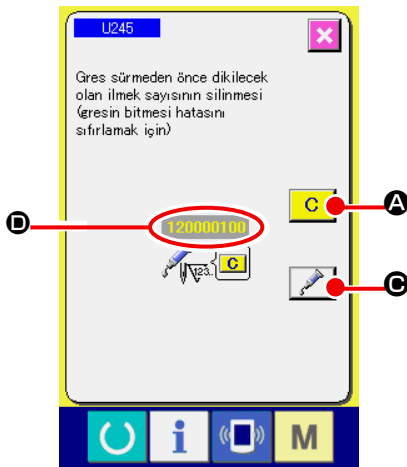 U245
Gres sürmeden önce dikilecek
olan ilmek sayısının silinmesi
(gresin bitmesi hatasını
sıfırlamak için)
C
A
D
120000100
123.
C
C
i
M